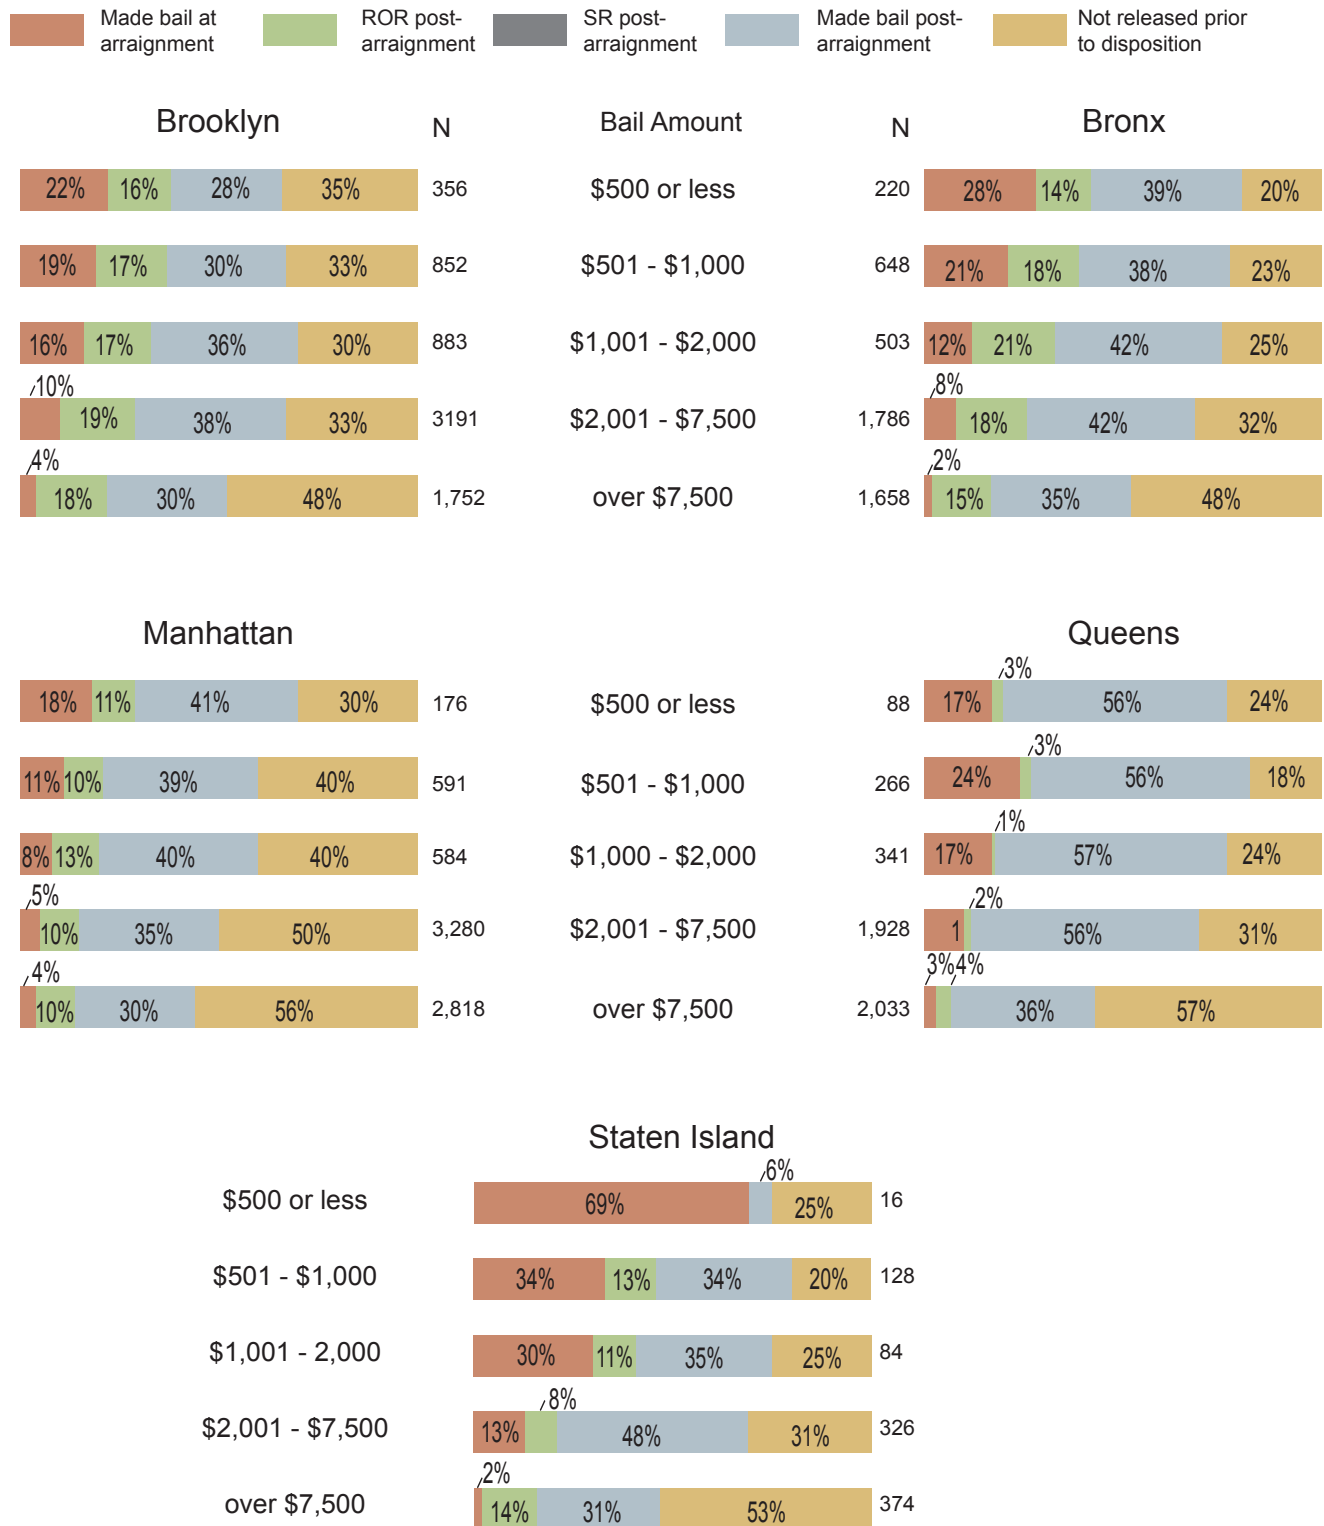 Made bail at arraignment
ROR post-arraignment
SR post-arraignment
Made bail post-arraignment
Not released prior to disposition
Brooklyn N Bail Amount N Bronx
22% 16% 28% 35% 356 $500 or less 220 28% 14% 39% 20%
19% 17% 30% 33% 852 $501 - $1,000 648 21% 18% 38% 23%
16% 17% 36% 30% 883 $1,001 - $2,000 503 12% 21% 42% 25%
10% 19% 38% 33% 3191 $2,001 - $7,500 1,786 8% 18% 42% 32%
4% 18% 30% 48% 1,752 over $7,500 1,658 2% 15% 35% 48%
Manhattan Queens
18% 11% 41% 30% 176 $500 or less 88 17% 3% 56% 24%
11% 10% 39% 40% 591 $501 - $1,000 266 24% 3% 56% 18%
8% 13% 40% 40% 584 $1,000 - $2,000 341 17% 1% 57% 24%
5% 10% 35% 50% 3,280 $2,001 - $7,500 1,928 1 2% 56% 31%
4% 10% 30% 56% 2,818 over $7,500 2,033 3% 4% 36% 57%
Staten Island
$500 or less 69% 6% 25% 16
$501 - $1,000 34% 13% 34% 20% 128
$1,001 - 2,000 30% 11% 35% 25% 84
$2,001 - $7,500 13% 8% 48% 31% 326
over $7,500 2% 14% 31% 53% 374